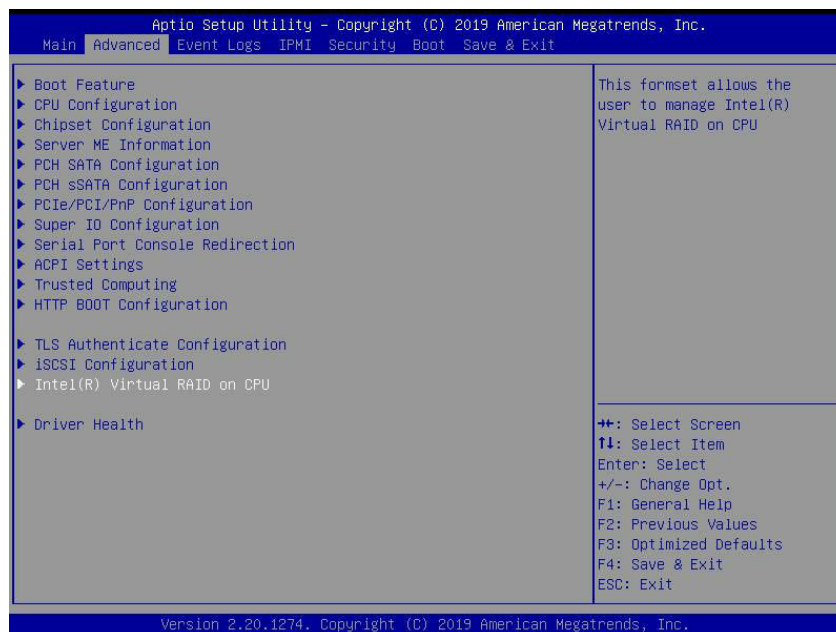 Aptio Setup Utility – Copyright (C) 2019 American Megatrends, Inc.
Main Advanced Event Logs IPMI Security Boot Save & Exit
▶ Boot Feature
▶ CPU Configuration
▶ Chipset Configuration
▶ Server ME Information
▶ PCH SATA Configuration
▶ PCH sSATA Configuration
▶ PCIe/PCI/PnP Configuration
▶ Super IO Configuration
▶ Serial Port Console Redirection
▶ ACPI Settings
▶ Trusted Computing
▶ HTTP BOOT Configuration
▶ TLS Authenticate Configuration
▶ iSCSI Configuration
▶ Intel(R) Virtual RAID on CPU
▶ Driver Health
This formset allows the
user to manage Intel(R)
Virtual RAID on CPU
→←: Select Screen
↑↓: Select Item
Enter: Select
+/-: Change Opt.
F1: General Help
F2: Previous Values
F3: Optimized Defaults
F4: Save & Exit
ESC: Exit
Version 2.20.1274. Copyright (C) 2019 American Megatrends, Inc.